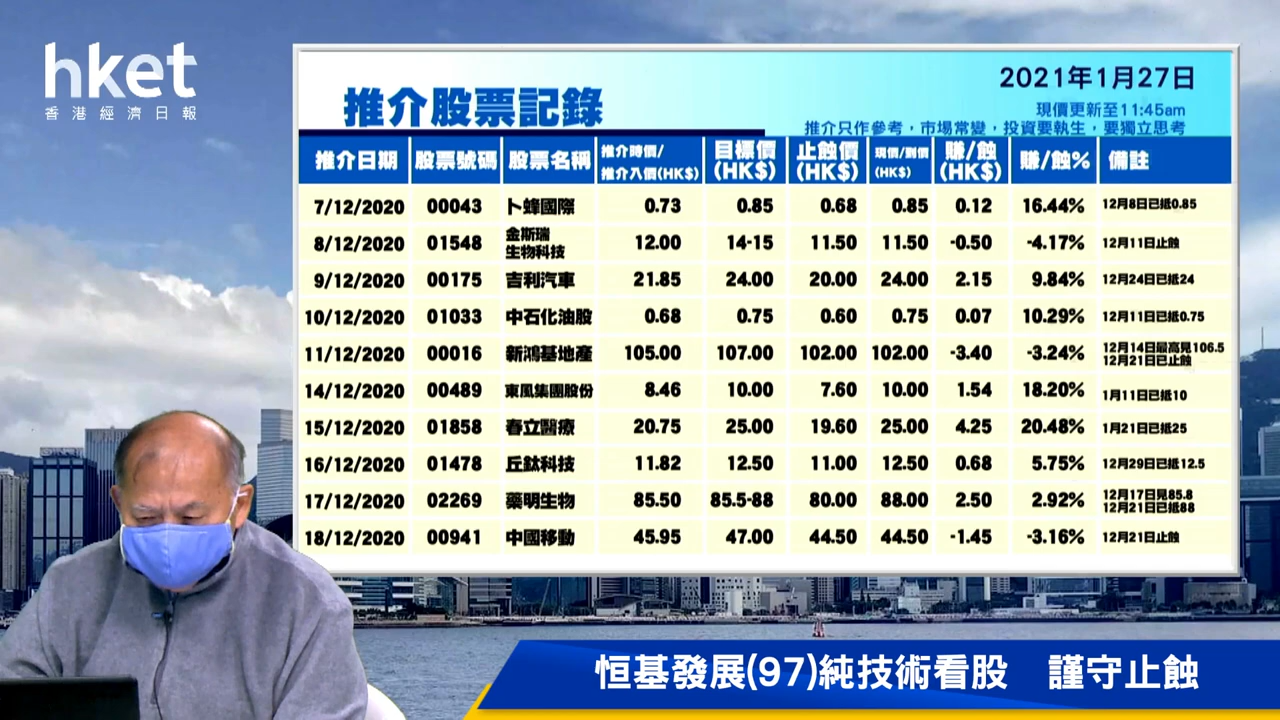 hket
香港經濟日報
2021年1月27日
推介股票記錄
現價更新至11:45am
推介只作參考，市場常變，投資要執生，要獨立思考
推介日期 股票號碼 股票名稱 推介時價/推介入價(HK$) 目標價(HK$) 止蝕價(HK$) 現價/到價(HK$) 賺/蝕(HK$) 賺/蝕% 備註
7/12/2020 00043 卜蜂國際 0.73 0.85 0.68 0.85 0.12 16.44% 12月8日已抵0.85
8/12/2020 01548 金斯瑞生物科技 12.00 14-15 11.50 11.50 -0.50 -4.17% 12月11日止蝕
9/12/2020 00175 吉利汽車 21.85 24.00 20.00 24.00 2.15 9.84% 12月24日已抵24
10/12/2020 01033 中石化油股 0.68 0.75 0.60 0.75 0.07 10.29% 12月11日已抵0.75
11/12/2020 00016 新鴻基地產 105.00 107.00 102.00 102.00 -3.40 -3.24% 12月14日最高見106.5 12月21日已止蝕
14/12/2020 00489 東風集團股份 8.46 10.00 7.60 10.00 1.54 18.20% 1月11日已抵10
15/12/2020 01858 春立醫療 20.75 25.00 19.60 25.00 4.25 20.48% 1月21日已抵25
16/12/2020 01478 丘鈦科技 11.82 12.50 11.00 12.50 0.68 5.75% 12月29日已抵12.5
17/12/2020 02269 藥明生物 85.50 85.5-88 80.00 88.00 2.50 2.92% 12月17日見85.8 12月21日已抵88
18/12/2020 00941 中國移動 45.95 47.00 44.50 44.50 -1.45 -3.16% 12月21日止蝕
恒基發展(97)純技術看股 謹守止蝕